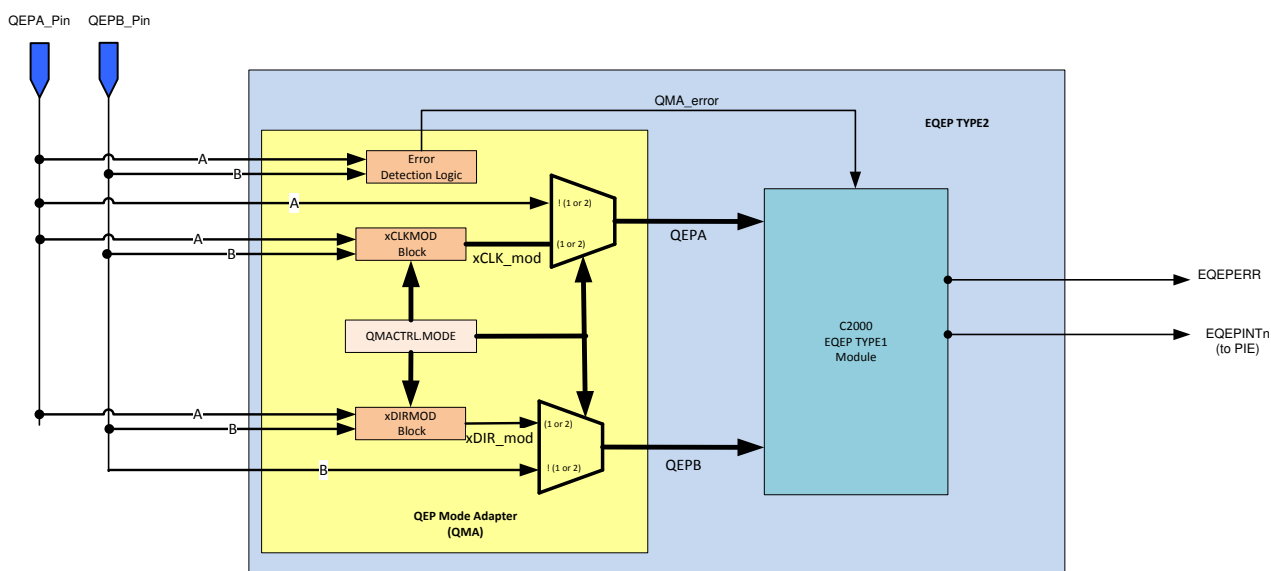 QEPA_Pin
QEPB_Pin
QMA_error
EQEP TYPE2
A
B
Error
Detection Logic
A
! (1 or 2)
(1 or 2)
A
B
xCLKMOD
Block
xCLK_mod
QEPA
QMACTRL.MODE
C2000
EQEP TYPE1
Module
EQEPERR
EQEPINTn
(to PIE)
A
B
xDIRMOD
Block
xDIR_mod
(1 or 2)
! (1 or 2)
B
QEPB
QEP Mode Adapter
(QMA)